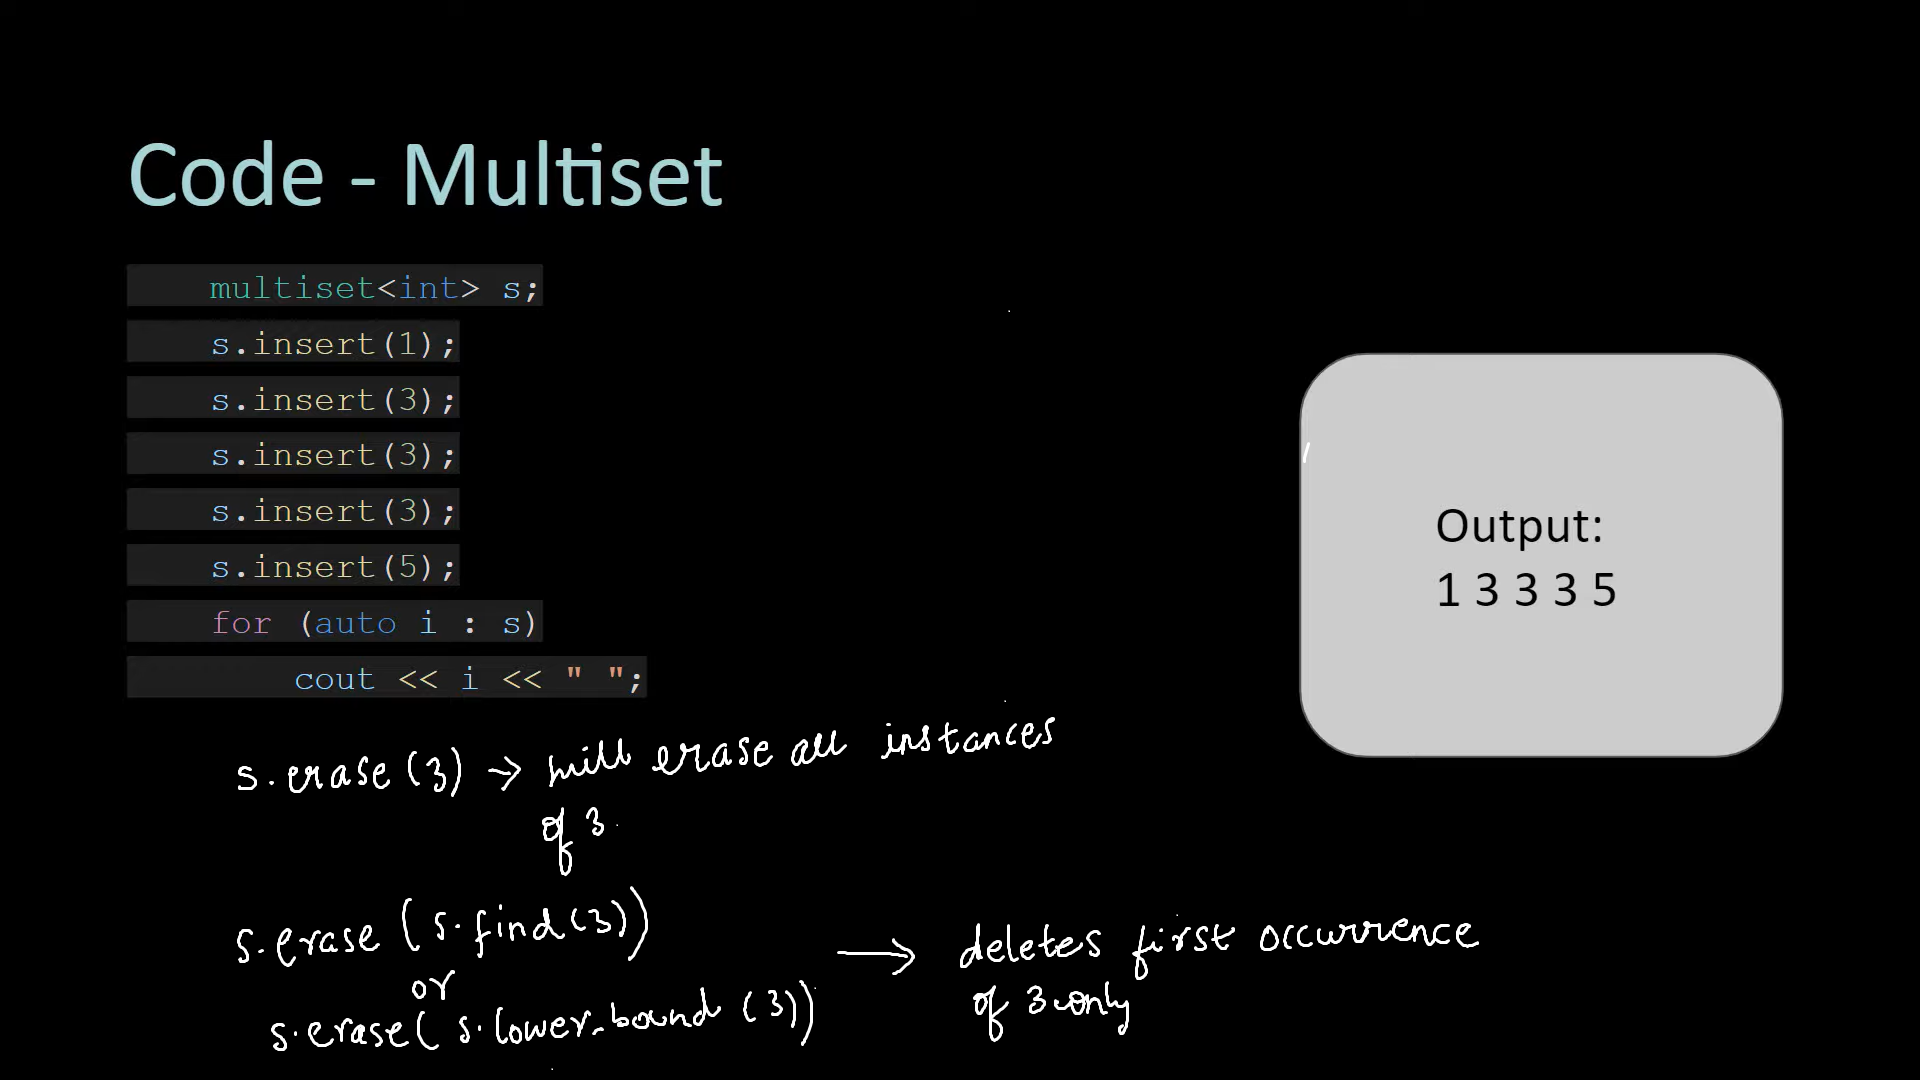 Code - Multiset
multiset<int> s;
s.insert(1);
s.insert(3);
s.insert(3);
s.insert(3);
s.insert(5);
for (auto i : s)
cout << i << " ";
Output:
1 3 3 3 5
s.erase(3) → will erase all instances
of 3.
s.erase (s.find(3))
or
s.erase( s.lower_bound (3))
→ deletes first occurrence
of 3 only